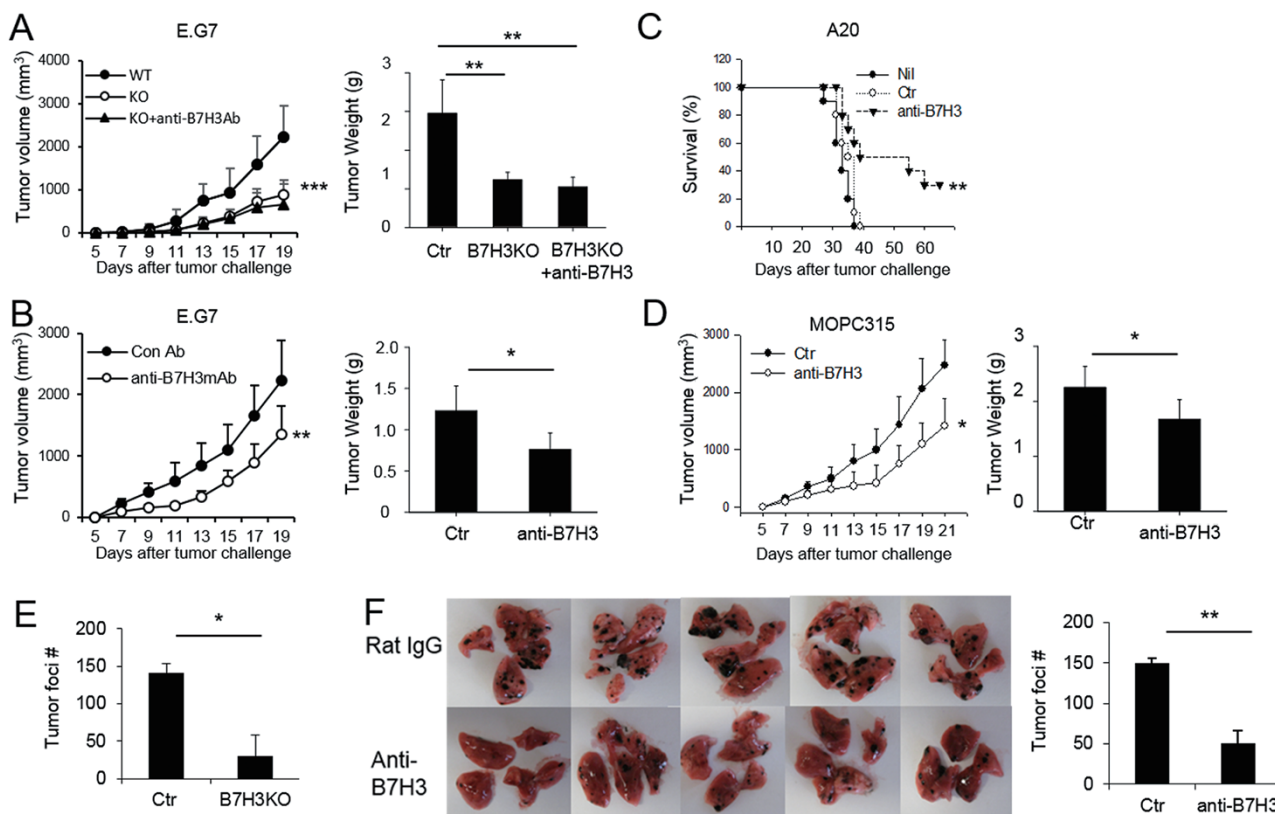 A
E.G7
Tumor volume (mm3)
4000
3000
2000
1000
0
WT
KO
KO+anti-B7H3Ab
***
5 7 9 11 13 15 17 19
Days after tumor challenge
Tumor Weight (g)
3
2
1
0
**
**
Ctr B7H3KO B7H3KO
+anti-B7H3
C
A20
Survival (%)
120
100
80
60
40
20
0
Nil
Ctr
anti-B7H3
**
10 20 30 40 50 60
Days after tumor challenge
B
E.G7
Tumor volume (mm3)
3000
2000
1000
0
Con Ab
anti-B7H3mAb
**
5 7 9 11 13 15 17 19
Days after tumor challenge
Tumor Weight (g)
2.0
1.5
1.0
0.5
0
*
Ctr anti-B7H3
D
MOPC315
Tumor volume (mm3)
3000
2000
1000
0
Ctr
anti-B7H3
*
5 7 9 11 13 15 17 19 21
Days after tumor challenge
Tumor Weight (g)
3
2
1
0
*
Ctr anti-B7H3
E
Tumor foci #
200
150
100
50
0
*
Ctr B7H3KO
F
Rat IgG
Anti-
B7H3
Tumor foci #
200
150
100
50
0
**
Ctr anti-B7H3